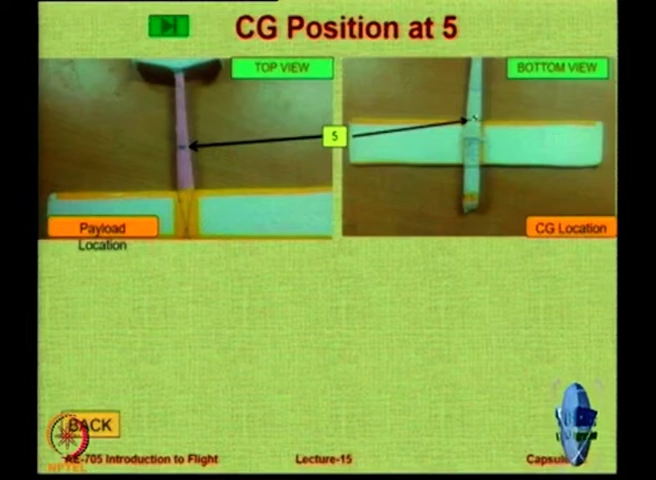 CG Position at 5
TOP VIEW
BOTTOM VIEW
5
Payload
Location
CG Location
BACK
NPTEL
AE-705 Introduction to Flight
Lecture-15
Capsule